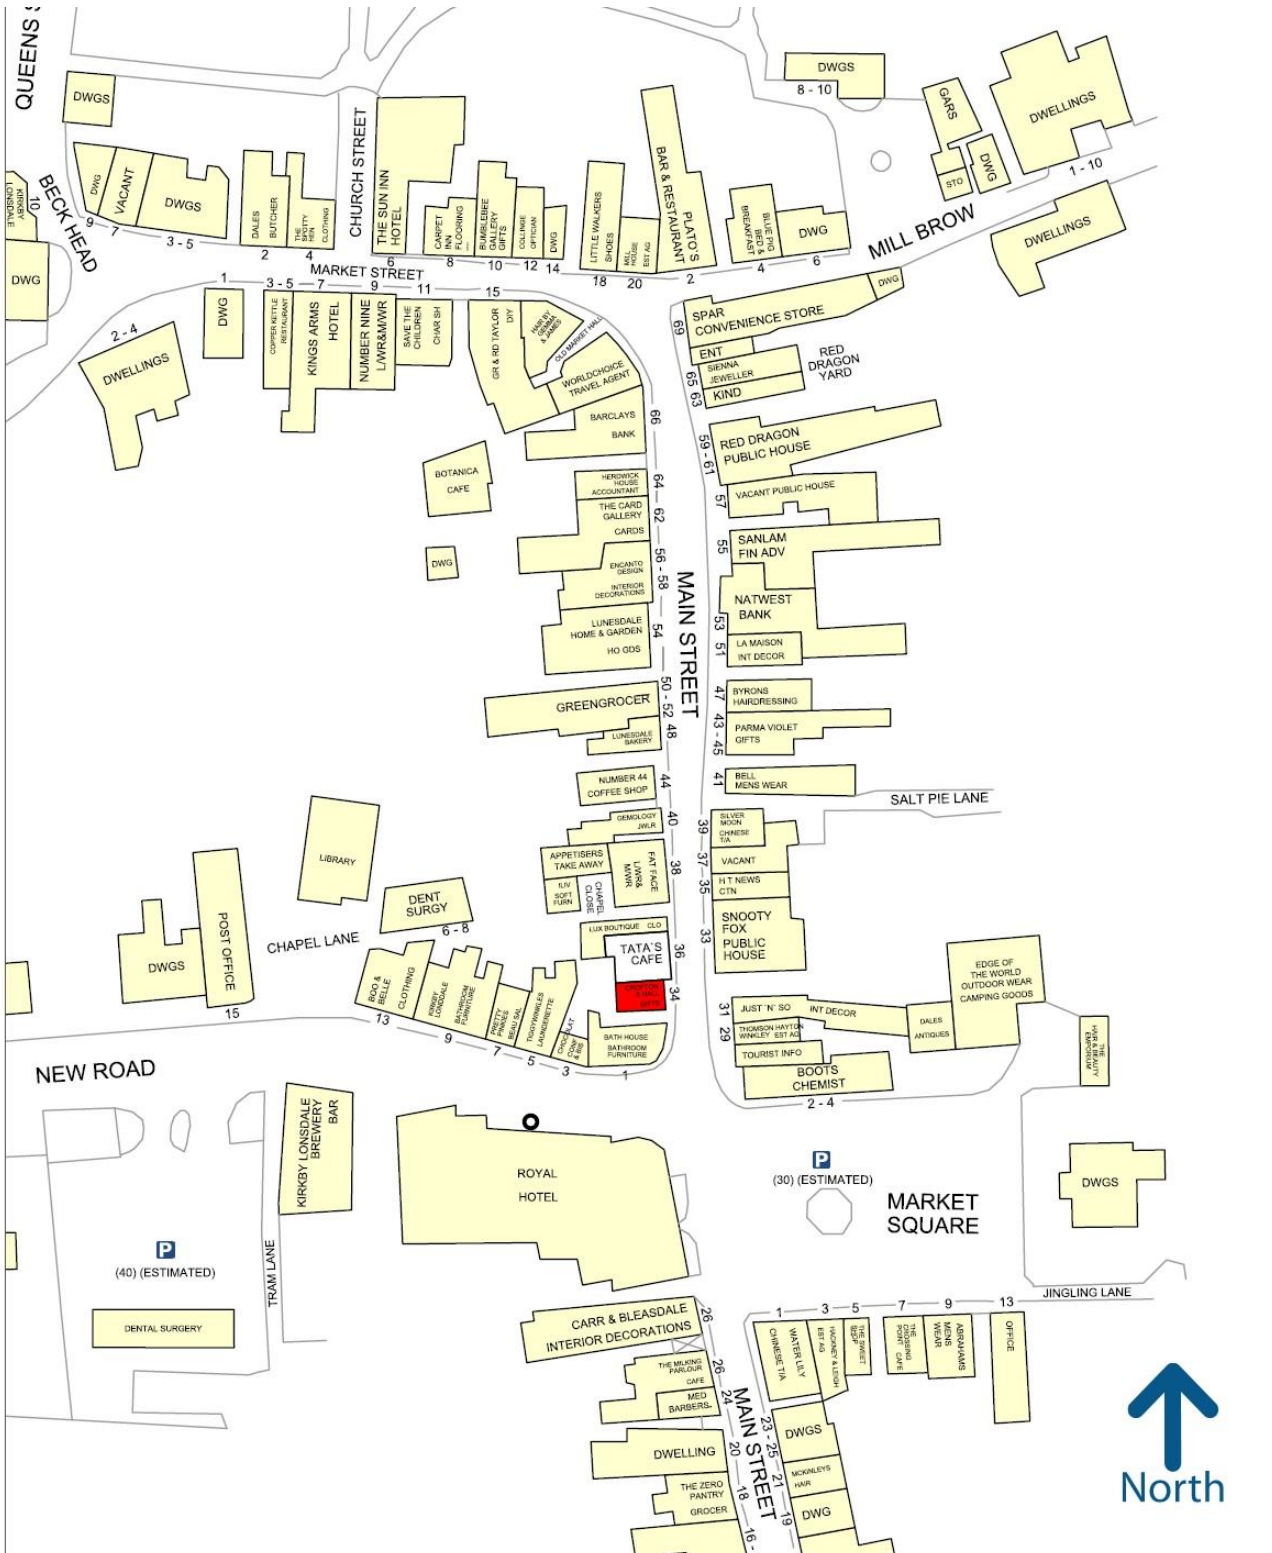 QUEENS S
DWGS
DWGS
8 - 10
GARS
DWELLINGS
1 - 10
STO
DWG
DWELLINGS
MILL BROW
KIRKBY
LONSDALE
10
BECK HEAD
DWG
DWG
9
VACANT
7
DWGS
3-5
DALES
BUTCHER
2
THE
SPOTTY
HEN
CLOTHING
4
CHURCH STREET
THE SUN INN
HOTEL
6
CARPET
INN
FLOORING
8
BUMBLEBEE
GALLERY
GIFTS
10
COLLINGE
OPTICIAN
12
DWG
14
LITTLE WALKERS
SHOES
18
MILL
HOUSE
EST AG
20
PLATO'S
BAR & RESTAURANT
2
BLUE PIG
BED &
BREAKFAST
4
DWG
6
MARKET STREET
2-4
DWELLINGS
1
DWG
3 - 5
COPPER KETTLE
RESTAURANT
7
KINGS ARMS
HOTEL
9
NUMBER NINE
L/WR&M/WR
11
SAVE THE
CHILDREN
CHAR SH
15
GR & RD TAYLOR
DIY
HAIR BY
GEMMA
& JAMES
OLD MARKET HALL
WORLDCHOICE
TRAVEL AGENT
BARCLAYS
BANK
66
BOTANICA
CAFE
DWG
HERDWICK
HOUSE
ACCOUNTANT
64
THE CARD
GALLERY
CARDS
62
ENCANTO
DESIGN
INTERIOR
DECORATIONS
56 - 58
LUNESDALE
HOME & GARDEN
HO GDS
54
GREENGROCER
50 - 52
LUNESDALE
BAKERY
48
NUMBER 44
COFFEE SHOP
44
GEMOLOGY
JWLR
40
APPETISERS
TAKE AWAY
FAT FACE
L/WR&
M/WR
38
SOFT
FURN
CHAPEL
CLOSE
LUX BOUTIQUE CLO
TATA'S
CAFE
36
34
BATH HOUSE
BATHROOM
FURNITURE
1
MAIN STREET
DWG
SPAR
CONVENIENCE STORE
69
ENT
SIENNA
JEWELLER
65
KIND
63
RED
DRAGON
YARD
RED DRAGON
PUBLIC HOUSE
59 - 61
VACANT PUBLIC HOUSE
57
SANLAM
FIN ADV
55
NATWEST
BANK
53
LA MAISON
INT DECOR
51
BYRONS
HAIRDRESSING
47
PARMA VIOLET
GIFTS
43 - 45
BELL
MENS WEAR
41
SALT PIE LANE
SILVER
MOON
CHINESE
T/A
39
VACANT
37
H T NEWS
CTN
35
SNOOTY
FOX
PUBLIC
HOUSE
33
JUST 'N' SO INT DECOR
31
THOMSON HAYTON
WINKLEY EST AG
29
TOURIST INFO
BOOTS
CHEMIST
2 - 4
DALES
ANTIQUES
EDGE OF
THE WORLD
OUTDOOR WEAR
CAMPING GOODS
THE
HAIR & BEAUTY
EMPORIUM
LIBRARY
DENT
SURGY
6 - 8
CHAPEL LANE
DWGS
POST OFFICE
15
BOO &
BELLE
CLOTHING
13
KIRKBY
LONSDALE
BATHROOM
FURNITURE
9
PRETTY
PINKIES
BEAU SAL
7
TIGGYWINKLES
LAUNDERETTE
5
CHOCOLAT
CONF
& BIS
3
NEW ROAD
KIRKBY LONSDALE
BREWERY
BAR
ROYAL
HOTEL
P
(30) (ESTIMATED)
MARKET
SQUARE
DWGS
P
(40) (ESTIMATED)
TRAM LANE
DENTAL SURGERY
JINGLING LANE
CARR & BLEASDALE
INTERIOR DECORATIONS
26
THE MILKING
PARLOUR
CAFE
26
MED
BARBERS
24
DWELLING
20
THE ZERO
PANTRY
GROCER
18
16 -
MAIN STREET
1
WATER LILY
CHINESE T/A
3
HACKNEY & LEIGH
EST AG
5
THE SWEET
SHOP
7
THE
CROSSING
POINT CAFE
9
ABRAHAMS
MENS
WEAR
13
OFFICE
23 - 25
DWGS
21
MCKINLEYS
HAIR
19
DWG
North